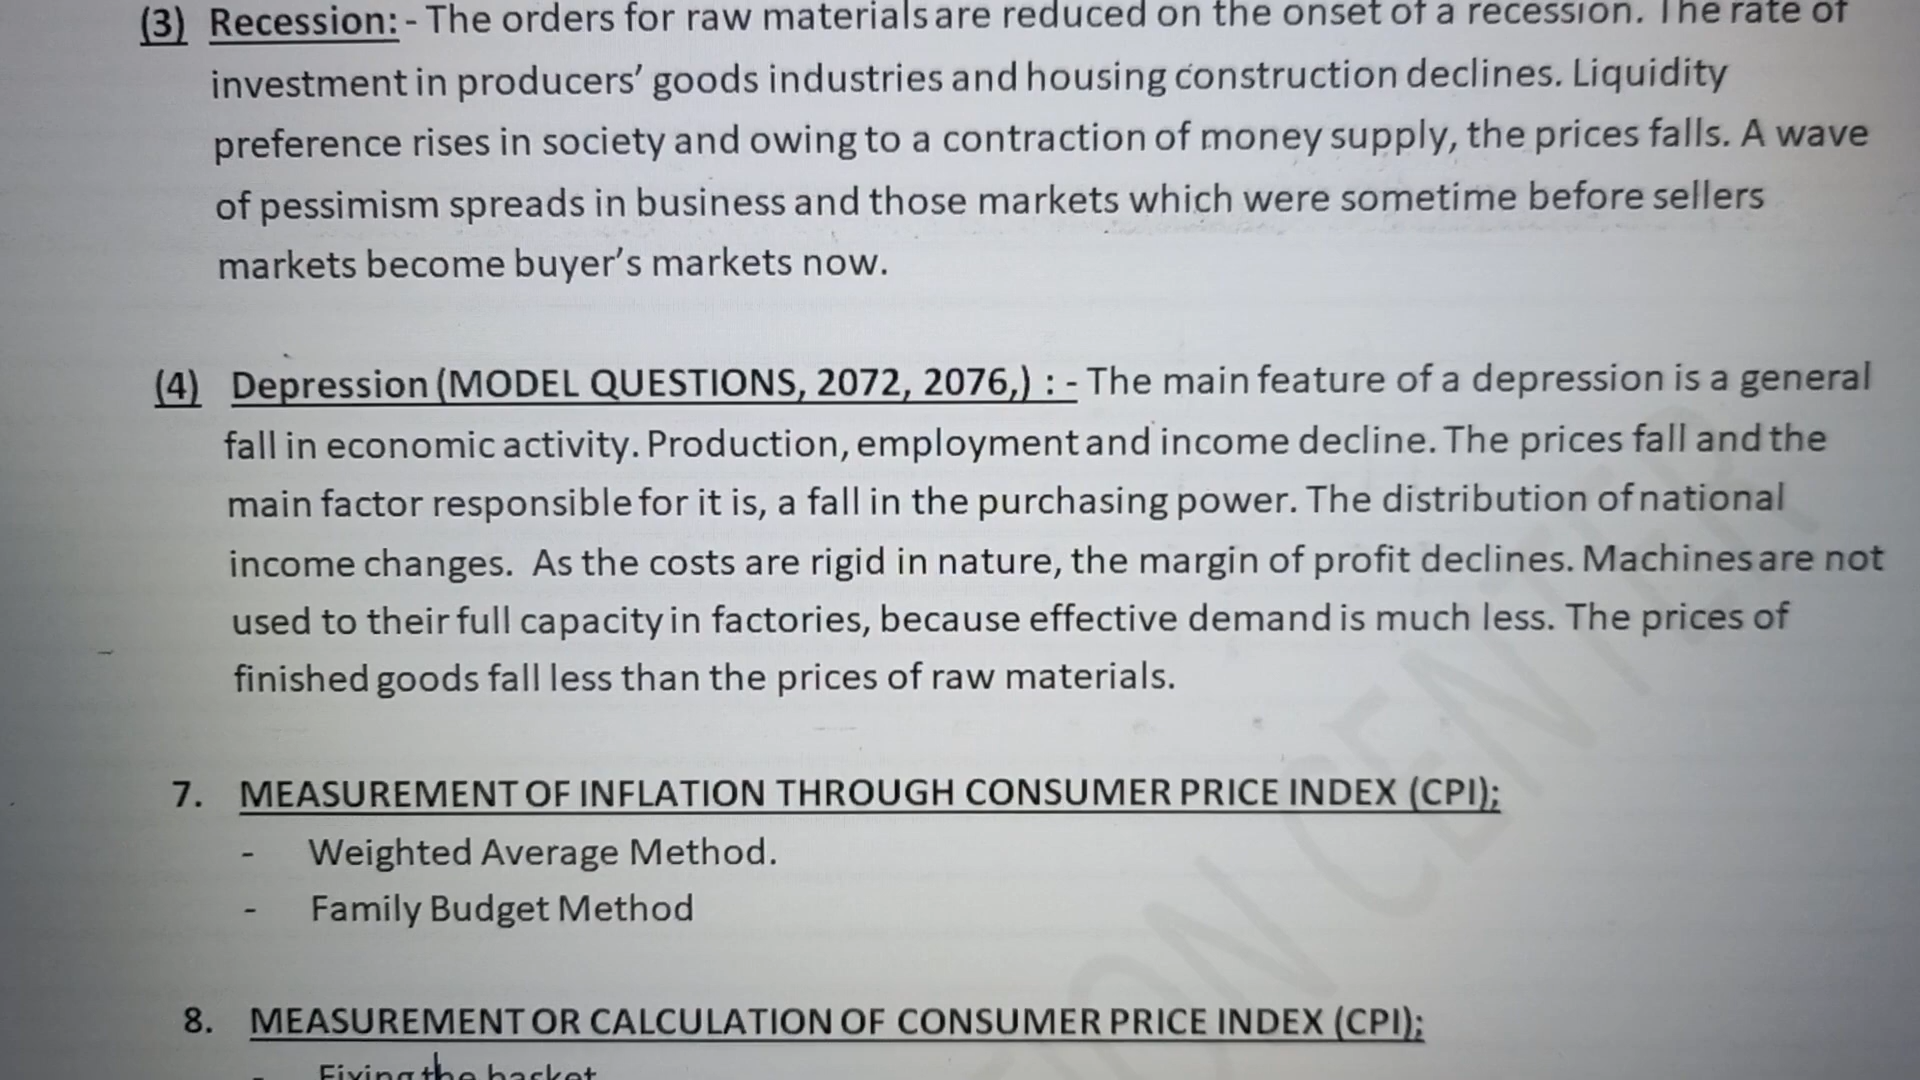 (3) Recession: - The orders for raw materials are reduced on the onset of a recession. The rate of
investment in producers’ goods industries and housing construction declines. Liquidity
preference rises in society and owing to a contraction of money supply, the prices falls. A wave
of pessimism spreads in business and those markets which were sometime before sellers
markets become buyer’s markets now.
(4) Depression (MODEL QUESTIONS, 2072, 2076,) : - The main feature of a depression is a general
fall in economic activity. Production, employment and income decline. The prices fall and the
main factor responsible for it is, a fall in the purchasing power. The distribution of national
income changes. As the costs are rigid in nature, the margin of profit declines. Machines are not
used to their full capacity in factories, because effective demand is much less. The prices of
finished goods fall less than the prices of raw materials.
7. MEASUREMENT OF INFLATION THROUGH CONSUMER PRICE INDEX (CPI);
- Weighted Average Method.
- Family Budget Method
8. MEASUREMENT OR CALCULATION OF CONSUMER PRICE INDEX (CPI);
- Fixing the basket